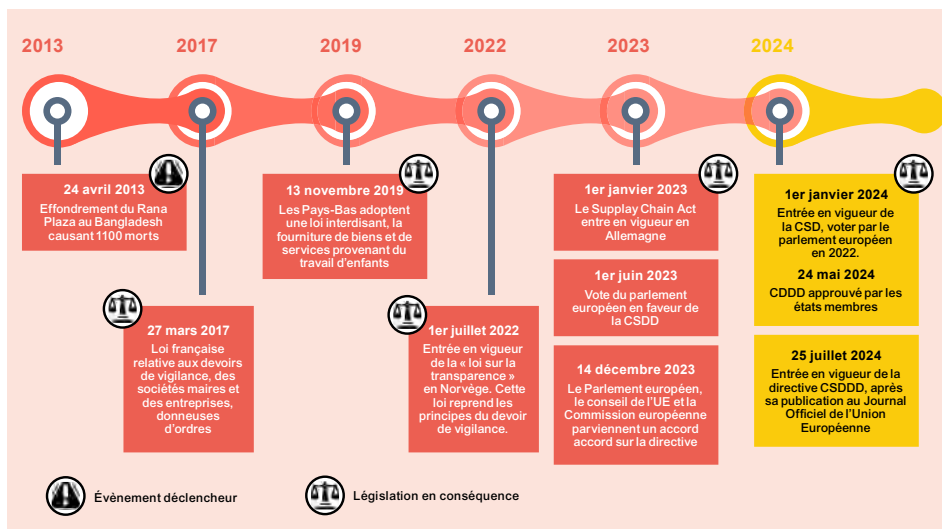 2013
2017
2019
2022
2023
2024
24 avril 2013
Effondrement du Rana
Plaza au Bangladesh
causant 1100 morts
27 mars 2017
Loi française
relative aux devoirs
de vigilance, des
sociétés maires et
des entreprises,
donneuses
d'ordres
13 novembre 2019
Les Pays-Bas adoptent
une loi interdisant, la
fourniture de biens et de
services provenant du
travail d'enfants
1er juillet 2022
Entrée en vigueur
de la « loi sur la
transparence »
en Norvège. Cette
loi reprend les
principes du devoir
de vigilance.
1er janvier 2023
Le Supplay Chain Act
entre en vigueur en
Allemagne
1er juin 2023
Vote du parlement
européen en faveur
de la CSDD
14 décembre 2023
Le Parlement européen,
le conseil de l'UE et la
Commission européenne
parviennent un accord
accord sur la directive
1er janvier 2024
Entrée en vigueur de
la CSD, voter par le
parlement européen
en 2022.
24 mai 2024
CDDD approuvé par les
états membres
25 juillet 2024
Entrée en vigueur de la
directive CSDDD, après
sa publication au Journal
Officiel de l'Union
Européenne
Évènement déclencheur
Législation en conséquence